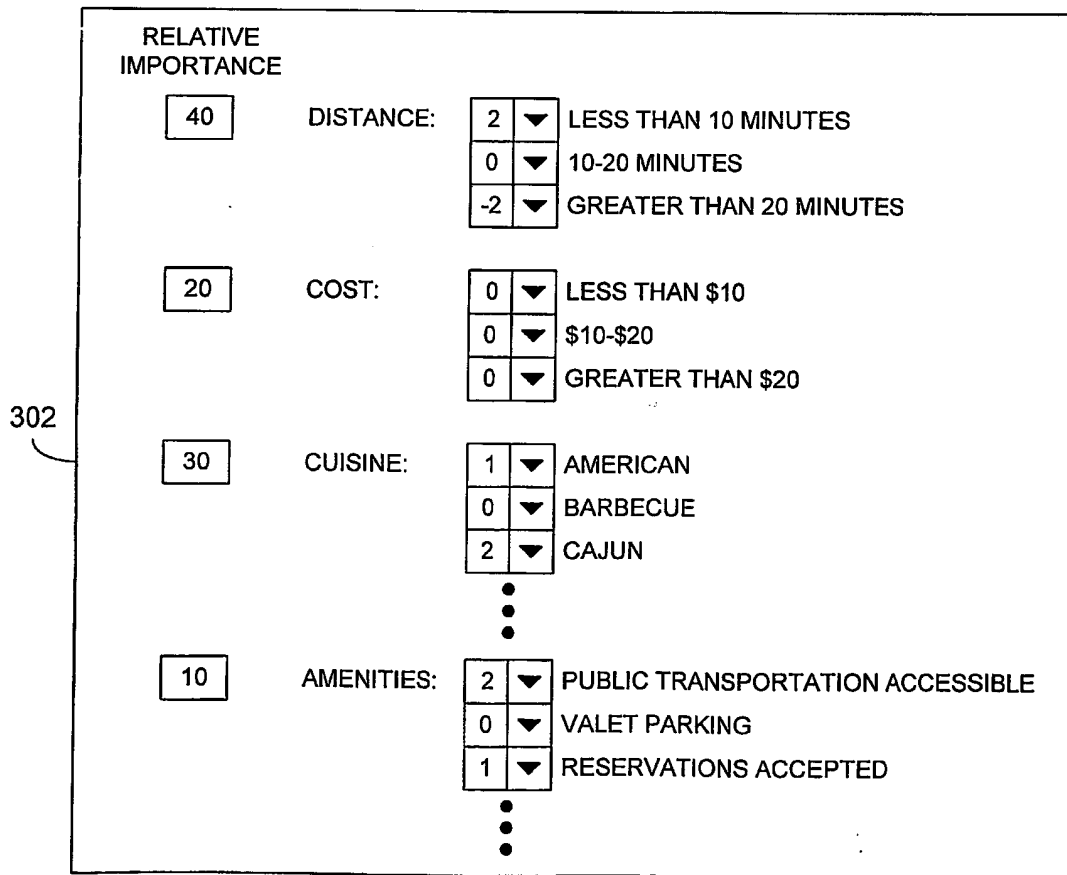 RELATIVE
IMPORTANCE
40 DISTANCE: 2 LESS THAN 10 MINUTES
0 10-20 MINUTES
-2 GREATER THAN 20 MINUTES
20 COST: 0 LESS THAN $10
0 $10-$20
0 GREATER THAN $20
302
30 CUISINE: 1 AMERICAN
0 BARBECUE
2 CAJUN
10 AMENITIES: 2 PUBLIC TRANSPORTATION ACCESSIBLE
0 VALET PARKING
1 RESERVATIONS ACCEPTED